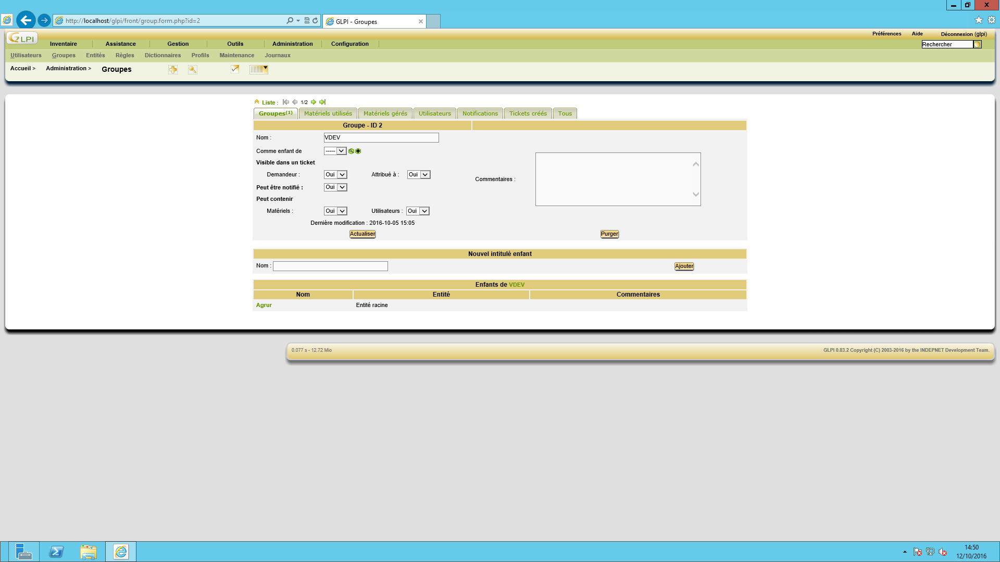 http://localhost/glpi/front/group.form.php?id=2
GLPI - Groupes
GLPI
Préférences Aide Déconnexion (glpi)
Inventaire Assistance Gestion Outils Administration Configuration
Rechercher
Utilisateurs Groupes Entités Règles Dictionnaires Profils Maintenance Journaux
Accueil > Administration > Groupes
Liste : 1/2
Groupes(1) Matériels utilisés Matériels gérés Utilisateurs Notifications Tickets créés Tous
Groupe - ID 2
Nom : VDEV
Comme enfant de -----
Visible dans un ticket
Demandeur : Oui Attribué à : Oui
Commentaires :
Peut être notifié : Oui
Peut contenir
Matériels : Oui Utilisateurs : Oui
Dernière modification : 2016-10-05 15:05
Actualiser Purger
Nouvel intitulé enfant
Nom : Ajouter
Enfants de VDEV
Nom Entité Commentaires
Agrur Entité racine
0.077 s - 12.72 Mio
GLPI 0.83.2 Copyright (C) 2003-2016 by the INDEPNET Development Team.
14:50
12/10/2016